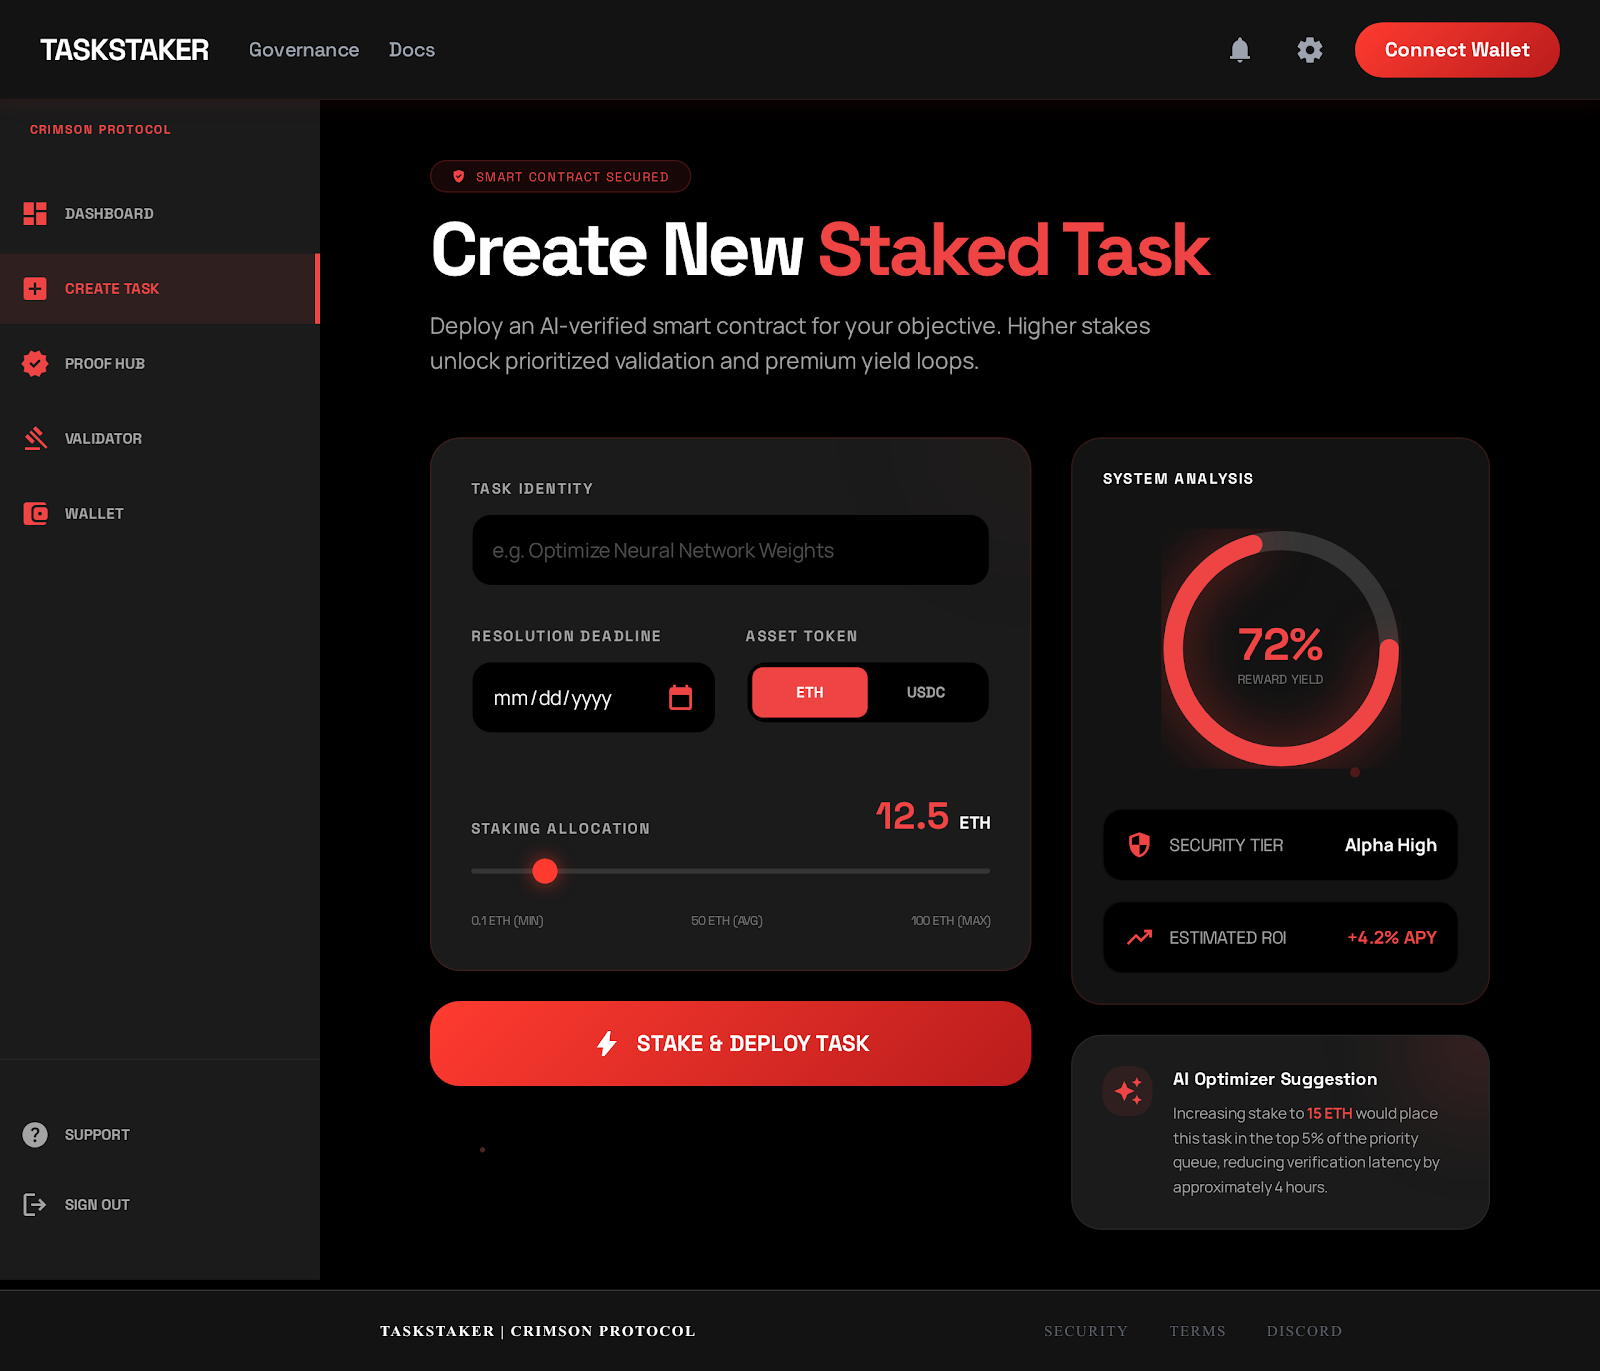 TASKSTAKER
Governance
Docs
Connect Wallet
CRIMSON PROTOCOL
DASHBOARD
CREATE TASK
PROOF HUB
VALIDATOR
WALLET
SUPPORT
SIGN OUT
SMART CONTRACT SECURED
Create New Staked Task
Deploy an AI-verified smart contract for your objective. Higher stakes
unlock prioritized validation and premium yield loops.
TASK IDENTITY
e.g. Optimize Neural Network Weights
RESOLUTION DEADLINE
mm/dd/yyyy
ASSET TOKEN
ETH
USDC
STAKING ALLOCATION
12.5 ETH
0.1 ETH (MIN)
50 ETH (AVG)
100 ETH (MAX)
STAKE & DEPLOY TASK
SYSTEM ANALYSIS
72%
REWARD YIELD
SECURITY TIER
Alpha High
ESTIMATED ROI
+4.2% APY
AI Optimizer Suggestion
Increasing stake to 15 ETH would place
this task in the top 5% of the priority
queue, reducing verification latency by
approximately 4 hours.
TASKSTAKER | CRIMSON PROTOCOL
SECURITY
TERMS
DISCORD